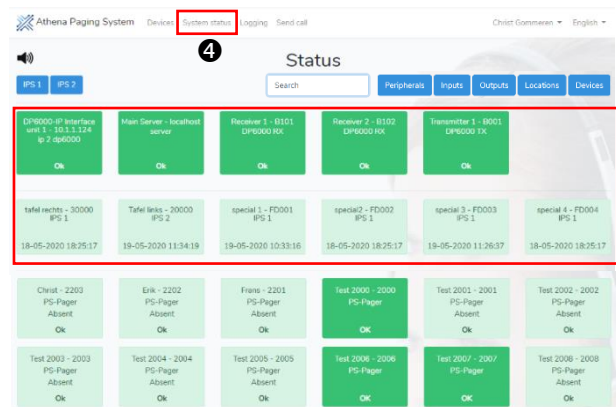 Athena Paging System Devices System status Logging Send call Christ Gommeren English
4
Status
IPS 1 IPS 2 Search Peripherals Inputs Outputs Locations Devices
DP6000-IP Interface unit 1 - 10.1.1.124 ip 2 dp6000
Ok
Main Server - localhost server
Ok
Receiver 1 - B101
DP6000 RX
Ok
Receiver 2 - B102
DP6000 RX
Ok
Transmitter 1 - B001
DP6000 TX
Ok
tafel rechts - 30000
IPS 1
18-05-2020 18:25:17
Tafel links - 20000
IPS 2
19-05-2020 11:34:19
special 1 - FD001
IPS 1
19-05-2020 10:33:16
special2 - FD002
IPS 1
18-05-2020 18:25:17
special 3 - FD003
IPS 1
19-05-2020 11:26:37
special 4 - FD004
IPS 1
18-05-2020 18:25:17
Christ - 2203
PS-Pager
Absent
Ok
Erik - 2202
PS-Pager
Absent
Ok
Frans - 2201
PS-Pager
Absent
Ok
Test 2000 - 2000
PS-Pager
OK
Test 2001 - 2001
PS-Pager
Absent
Ok
Test 2002 - 2002
PS-Pager
Absent
Ok
Test 2003 - 2003
PS-Pager
Absent
Ok
Test 2004 - 2004
PS-Pager
Absent
Ok
Test 2005 - 2005
PS-Pager
Absent
Ok
Test 2006 - 2006
PS-Pager
OK
Test 2007 - 2007
PS-Pager
OK
Test 2008 - 2008
PS-Pager
Absent
Ok